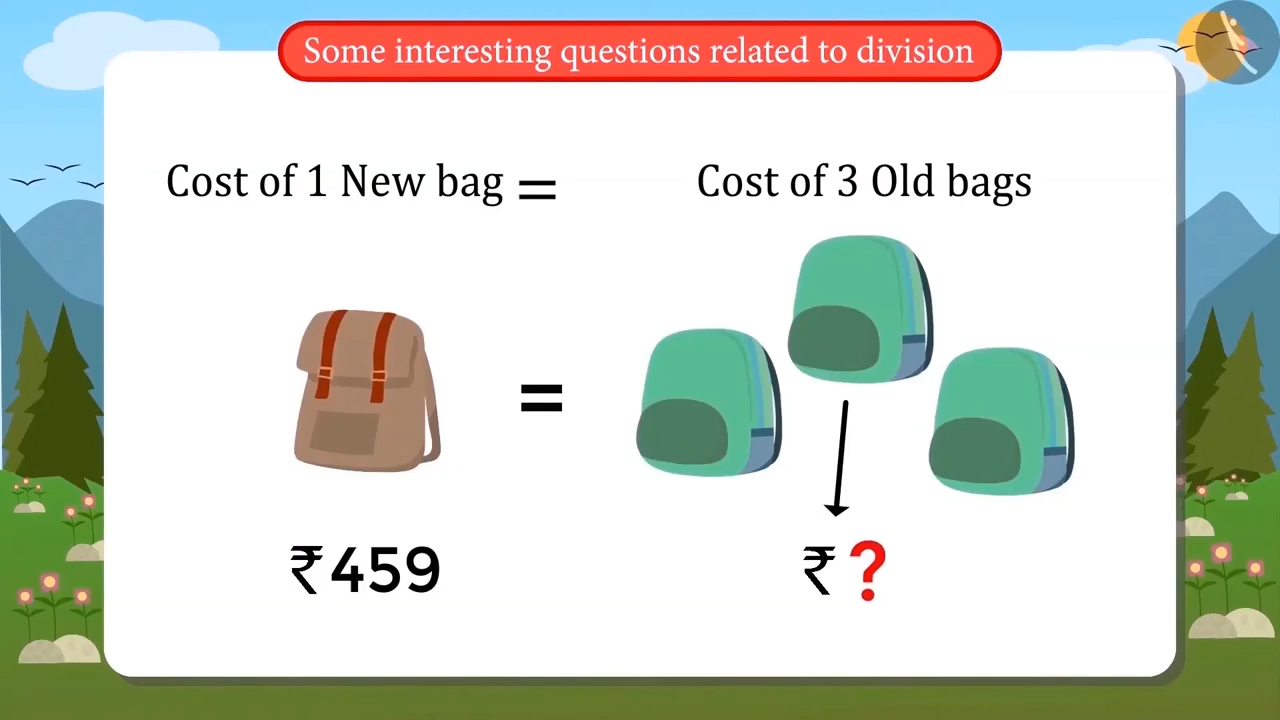 Some interesting questions related to division
Cost of 1 New bag = Cost of 3 Old bags
=
₹459 ₹?